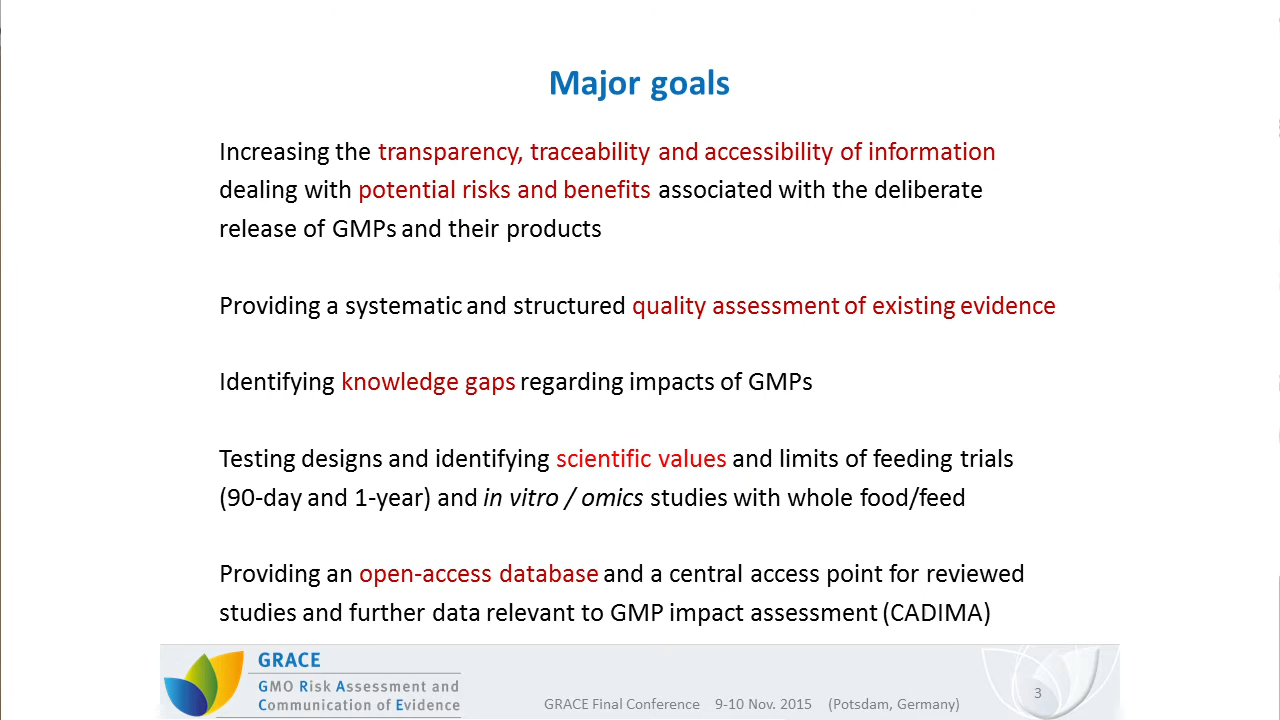 Major goals
Increasing the transparency, traceability and accessibility of information
dealing with potential risks and benefits associated with the deliberate
release of GMPs and their products
Providing a systematic and structured quality assessment of existing evidence
Identifying knowledge gaps regarding impacts of GMPs
Testing designs and identifying scientific values and limits of feeding trials
(90-day and 1-year) and in vitro / omics studies with whole food/feed
Providing an open-access database and a central access point for reviewed
studies and further data relevant to GMP impact assessment (CADIMA)
GRACE
GMO Risk Assessment and
Communication of Evidence
GRACE Final Conference 9-10 Nov. 2015 (Potsdam, Germany)
3